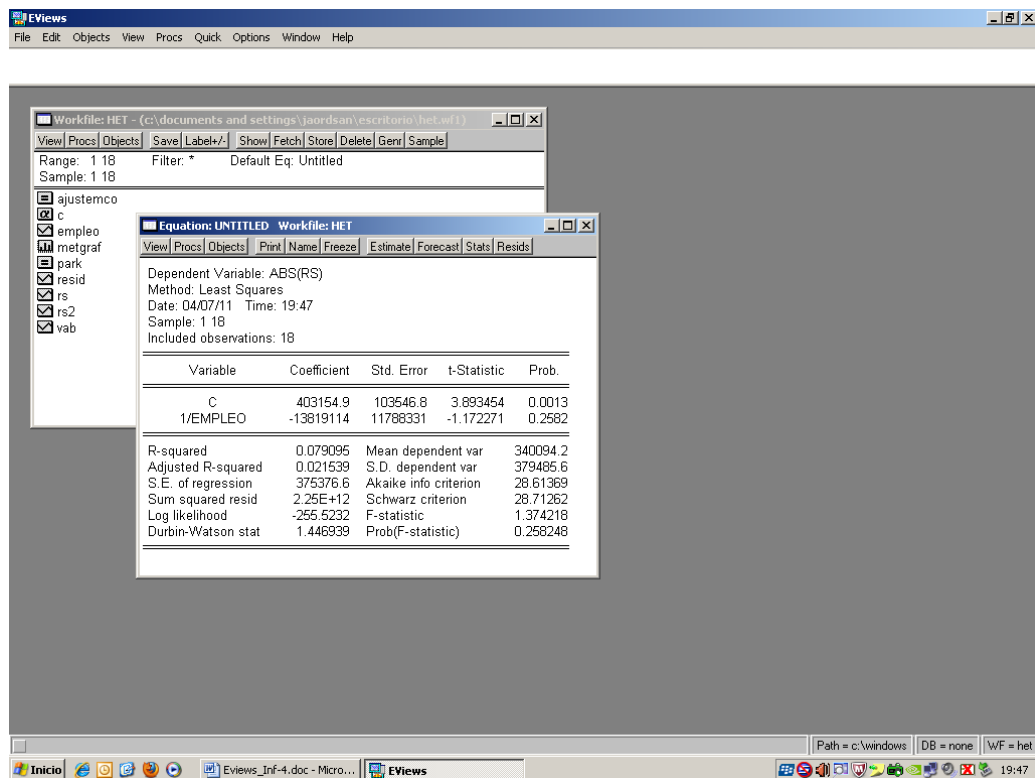 EViews
File Edit Objects View Procs Quick Options Window Help
Workfile: HET - (c:\documents and settings\jaordsan\escritorio\het.wf1)
View Procs Objects Save Label+/- Show Fetch Store Delete Genr Sample
Range: 1 18 Filter: * Default Eq: Untitled
Sample: 1 18
ajustemco
c
empleo
metgraf
park
resid
rs
rs2
vab
Equation: UNTITLED Workfile: HET
View Procs Objects Print Name Freeze Estimate Forecast Stats Resids
Dependent Variable: ABS(RS)
Method: Least Squares
Date: 04/07/11 Time: 19:47
Sample: 1 18
Included observations: 18
Variable Coefficient Std. Error t-Statistic Prob.
C 403154.9 103546.8 3.893454 0.0013
1/EMPLEO -13819114 11788331 -1.172271 0.2582
R-squared 0.079095 Mean dependent var 340094.2
Adjusted R-squared 0.021539 S.D. dependent var 379485.6
S.E. of regression 375376.6 Akaike info criterion 28.61369
Sum squared resid 2.25E+12 Schwarz criterion 28.71262
Log likelihood -255.5232 F-statistic 1.374218
Durbin-Watson stat 1.446939 Prob(F-statistic) 0.258248
Path = c:\windows DB = none WF = het
Inicio Eviews_Inf-4.doc - Micro... EViews 19:47